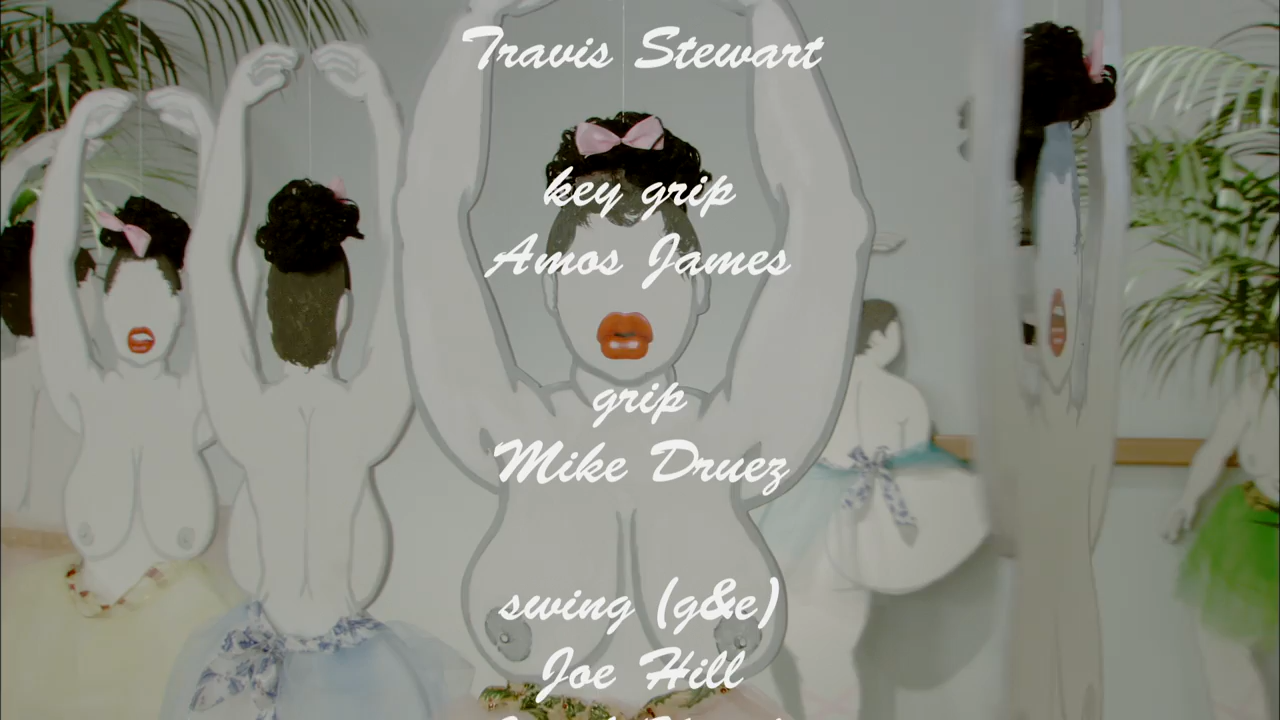 Travis Stewart
key grip
Amos James
grip
Mike Druez
swing (g&e)
Joe Hill